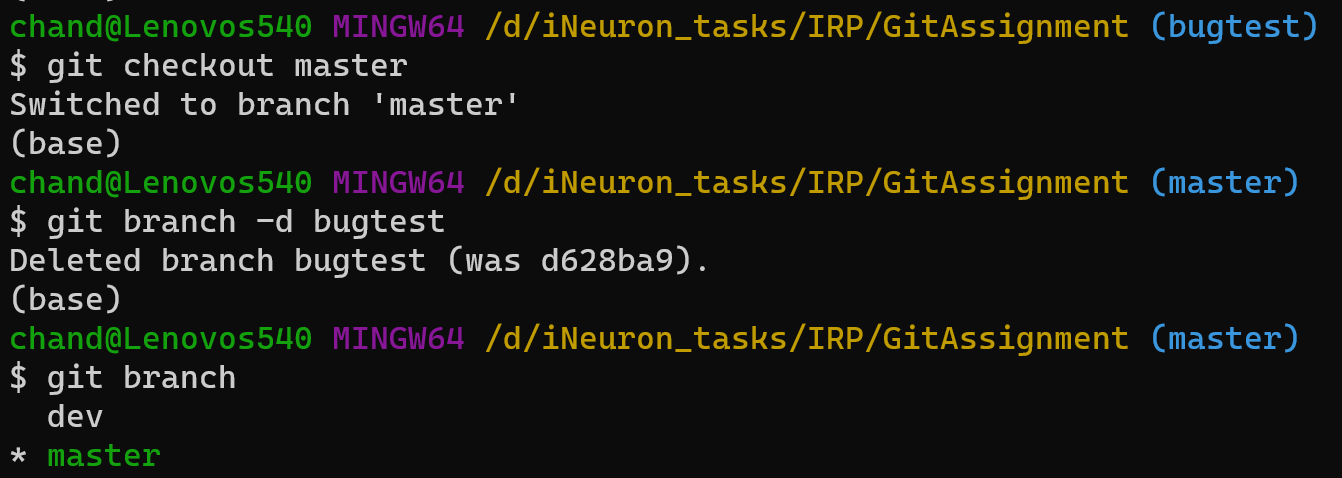 chand@Lenovos540 MINGW64 /d/iNeuron_tasks/IRP/GitAssignment (bugtest)
$ git checkout master
Switched to branch 'master'
(base)
chand@Lenovos540 MINGW64 /d/iNeuron_tasks/IRP/GitAssignment (master)
$ git branch -d bugtest
Deleted branch bugtest (was d628ba9).
(base)
chand@Lenovos540 MINGW64 /d/iNeuron_tasks/IRP/GitAssignment (master)
$ git branch
  dev
* master